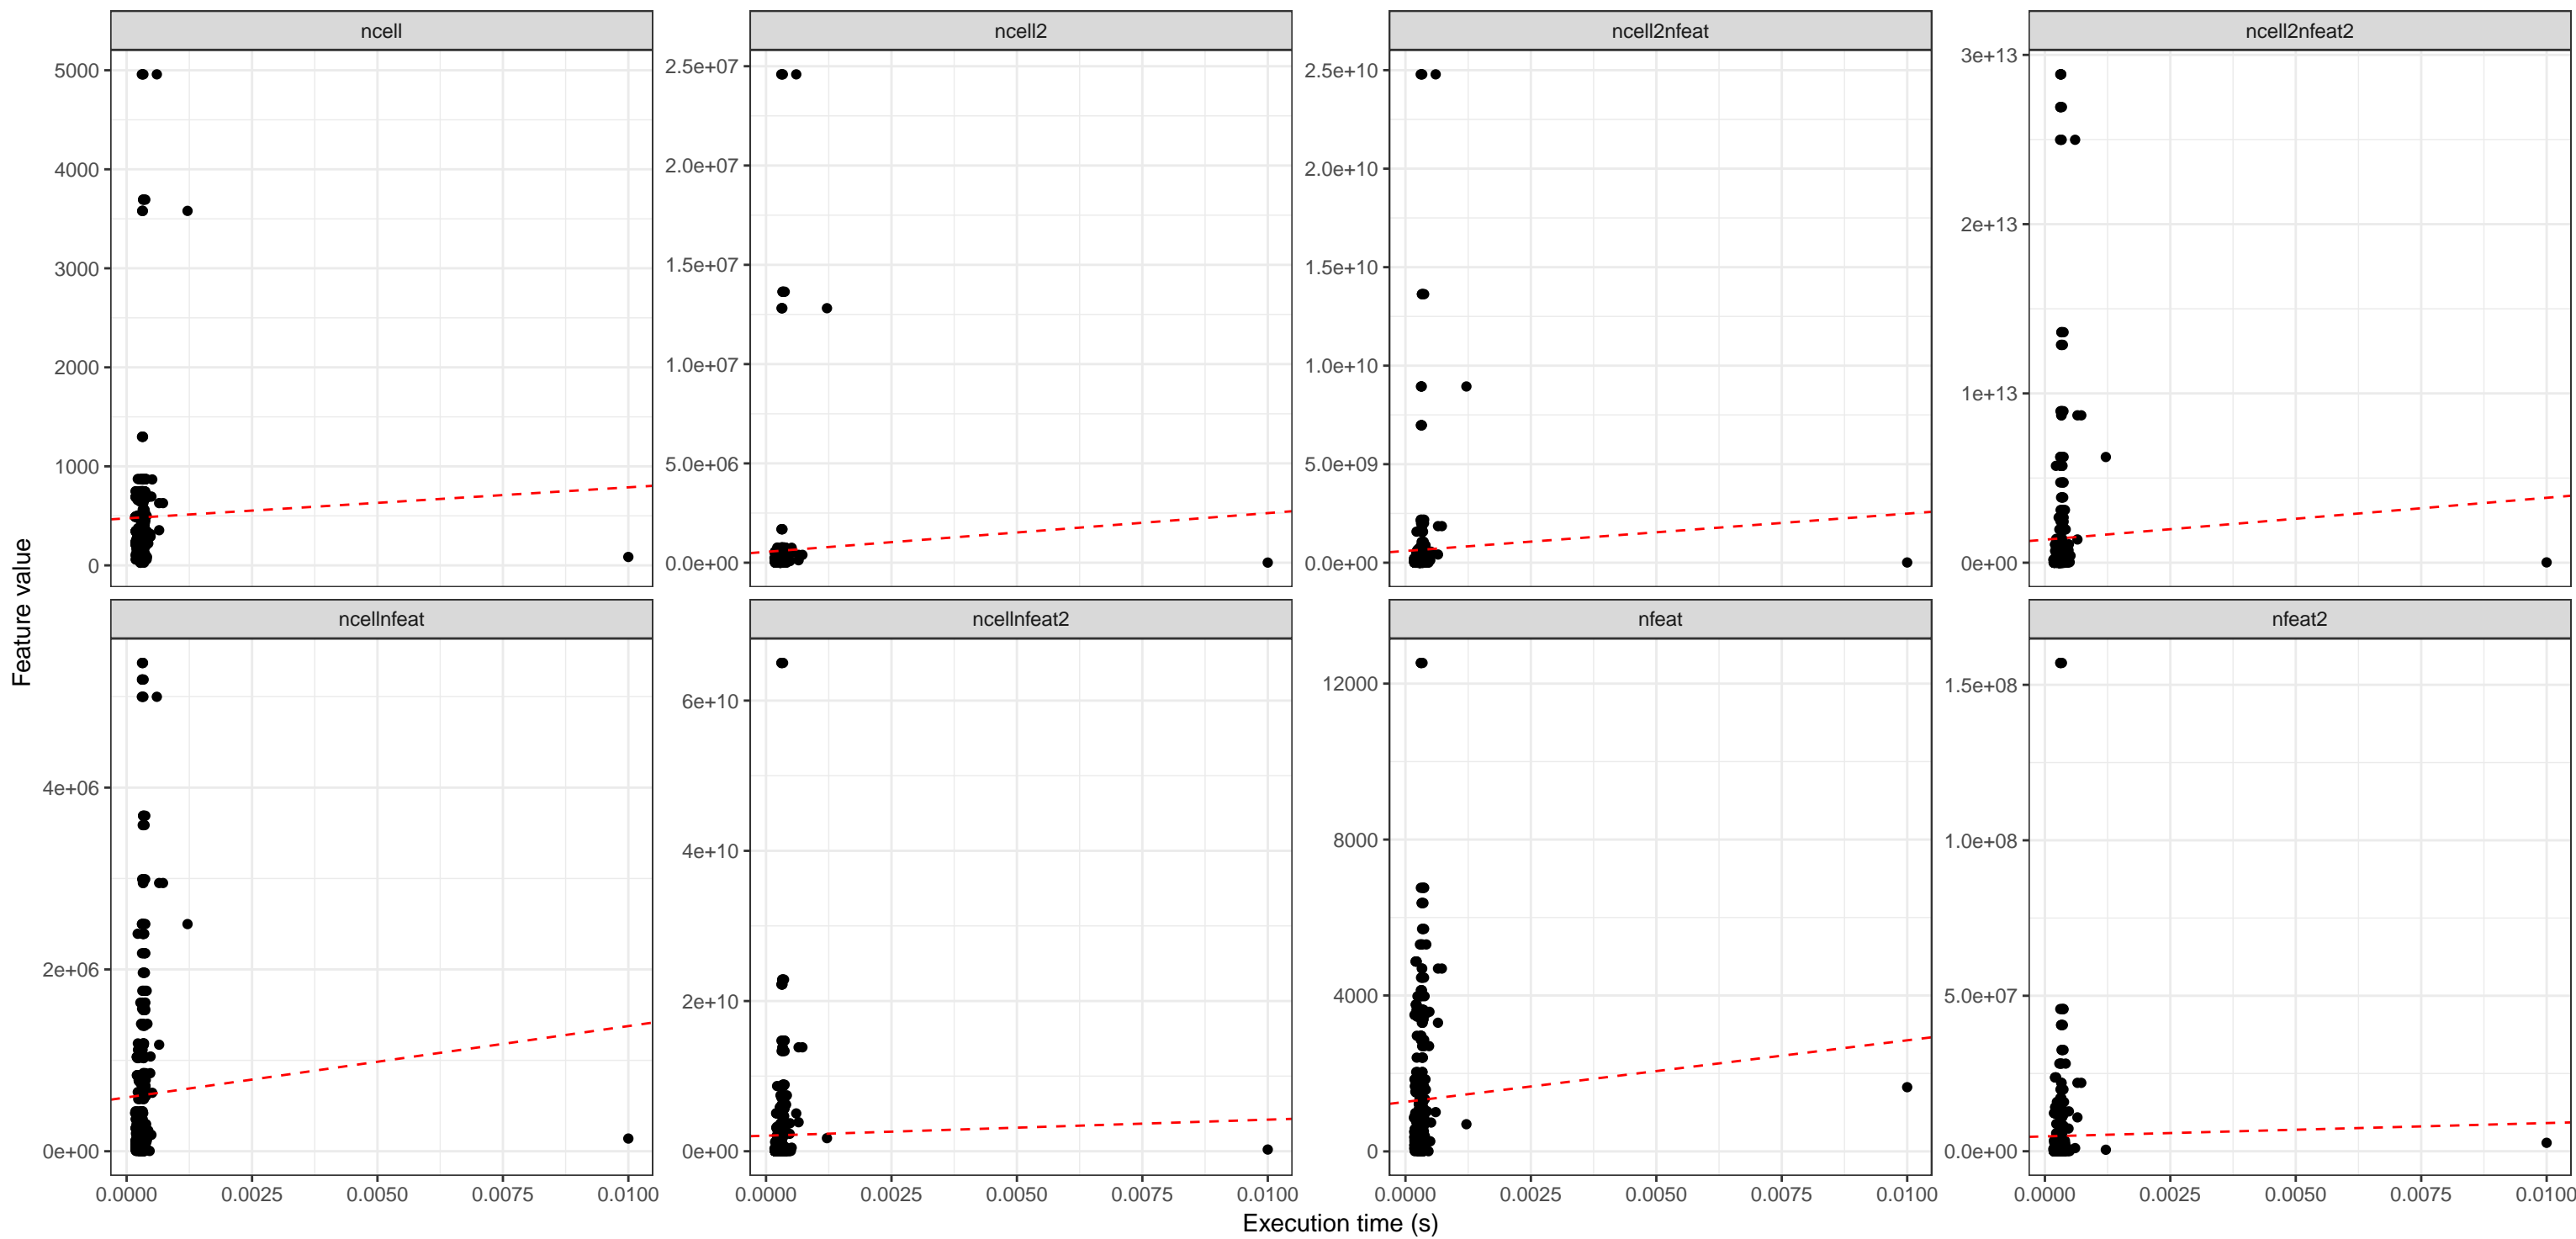 ncell
ncell2
ncell2nfeat
ncell2nfeat2
5000
4000
3000
2000
1000
0
2.5e+07
2.0e+07
1.5e+07
1.0e+07
5.0e+06
0.0e+00
2.5e+10
2.0e+10
1.5e+10
1.0e+10
5.0e+09
0.0e+00
3e+13
2e+13
1e+13
0e+00
Feature value
ncellnfeat
ncellnfeat2
nfeat
nfeat2
4e+06
2e+06
0e+00
6e+10
4e+10
2e+10
0e+00
12000
8000
4000
0
1.5e+08
1.0e+08
5.0e+07
0.0e+00
0.0000 0.0025 0.0050 0.0075 0.0100
0.0000 0.0025 0.0050 0.0075 0.0100
0.0000 0.0025 0.0050 0.0075 0.0100
0.0000 0.0025 0.0050 0.0075 0.0100
Execution time (s)